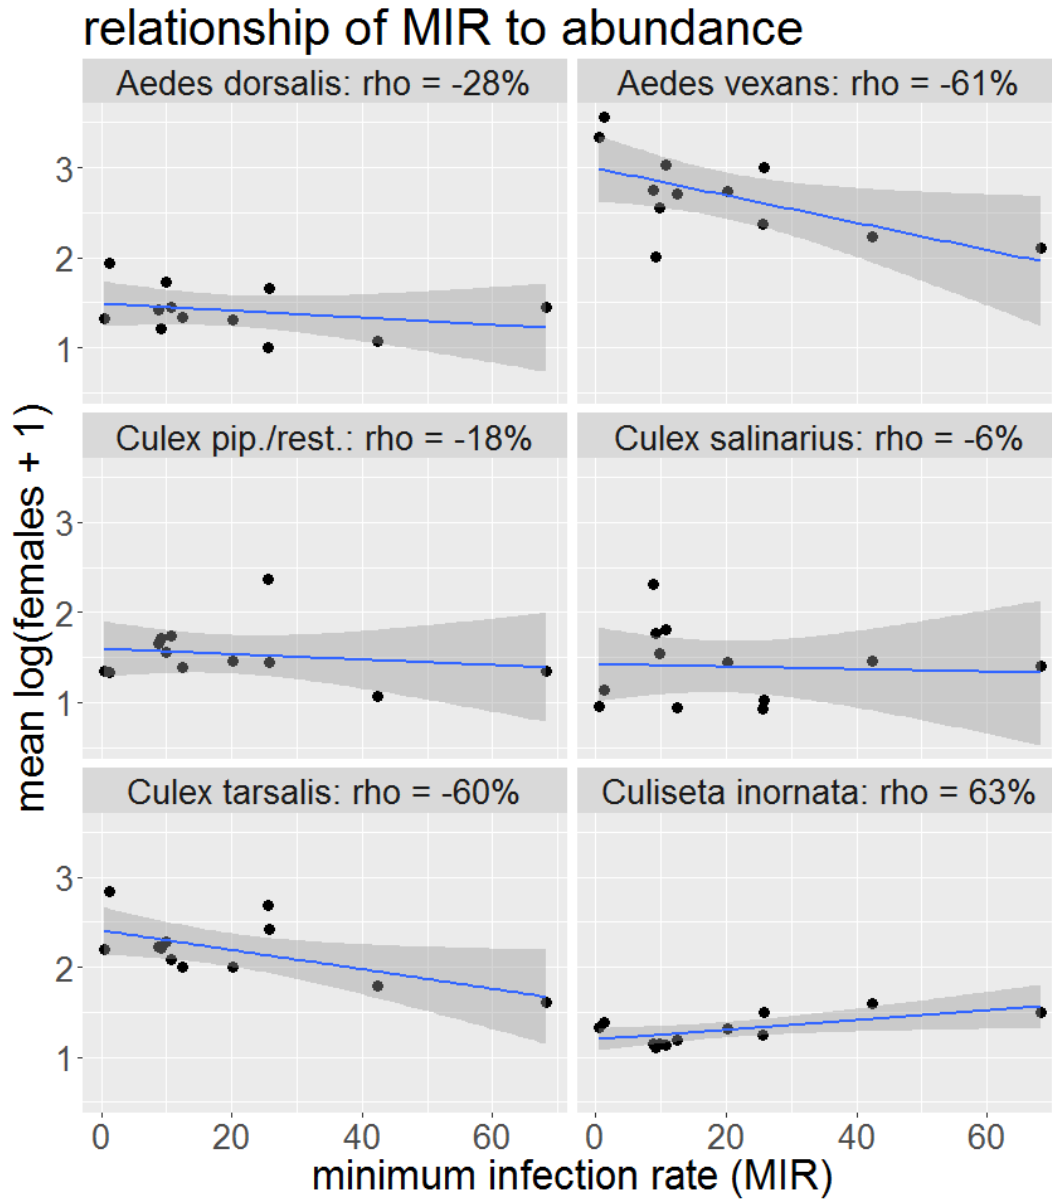 relationship of MIR to abundance
Aedes dorsalis: rho = -28%
Aedes vexans: rho = -61%
3
2
1
Culex pip./rest.: rho = -18%
Culex salinarius: rho = -6%
3
2
1
Culex tarsalis: rho = -60%
Culiseta inornata: rho = 63%
3
2
1
mean log(females + 1)
0 20 40 60 0 20 40 60
minimum infection rate (MIR)